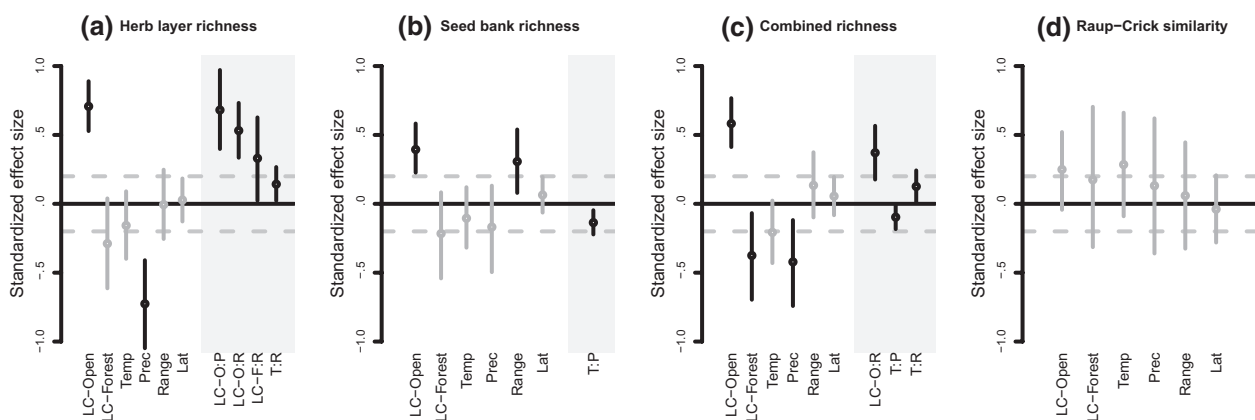 (a) Herb layer richness
Standardized effect size
1.0
.5
.0
−.5
−1.0
LC−Open
LC−Forest
Temp
Prec
Range
Lat
LC−O:P
LC−O:R
LC−F:R
T:R
(b) Seed bank richness
Standardized effect size
1.0
.5
.0
−.5
−1.0
LC−Open
LC−Forest
Temp
Prec
Range
Lat
T:P
(c) Combined richness
Standardized effect size
1.0
.5
.0
−.5
−1.0
LC−Open
LC−Forest
Temp
Prec
Range
Lat
LC−O:R
T:P
T:R
(d) Raup−Crick similarity
Standardized effect size
1.0
.5
.0
−.5
−1.0
LC−Open
LC−Forest
Temp
Prec
Range
Lat